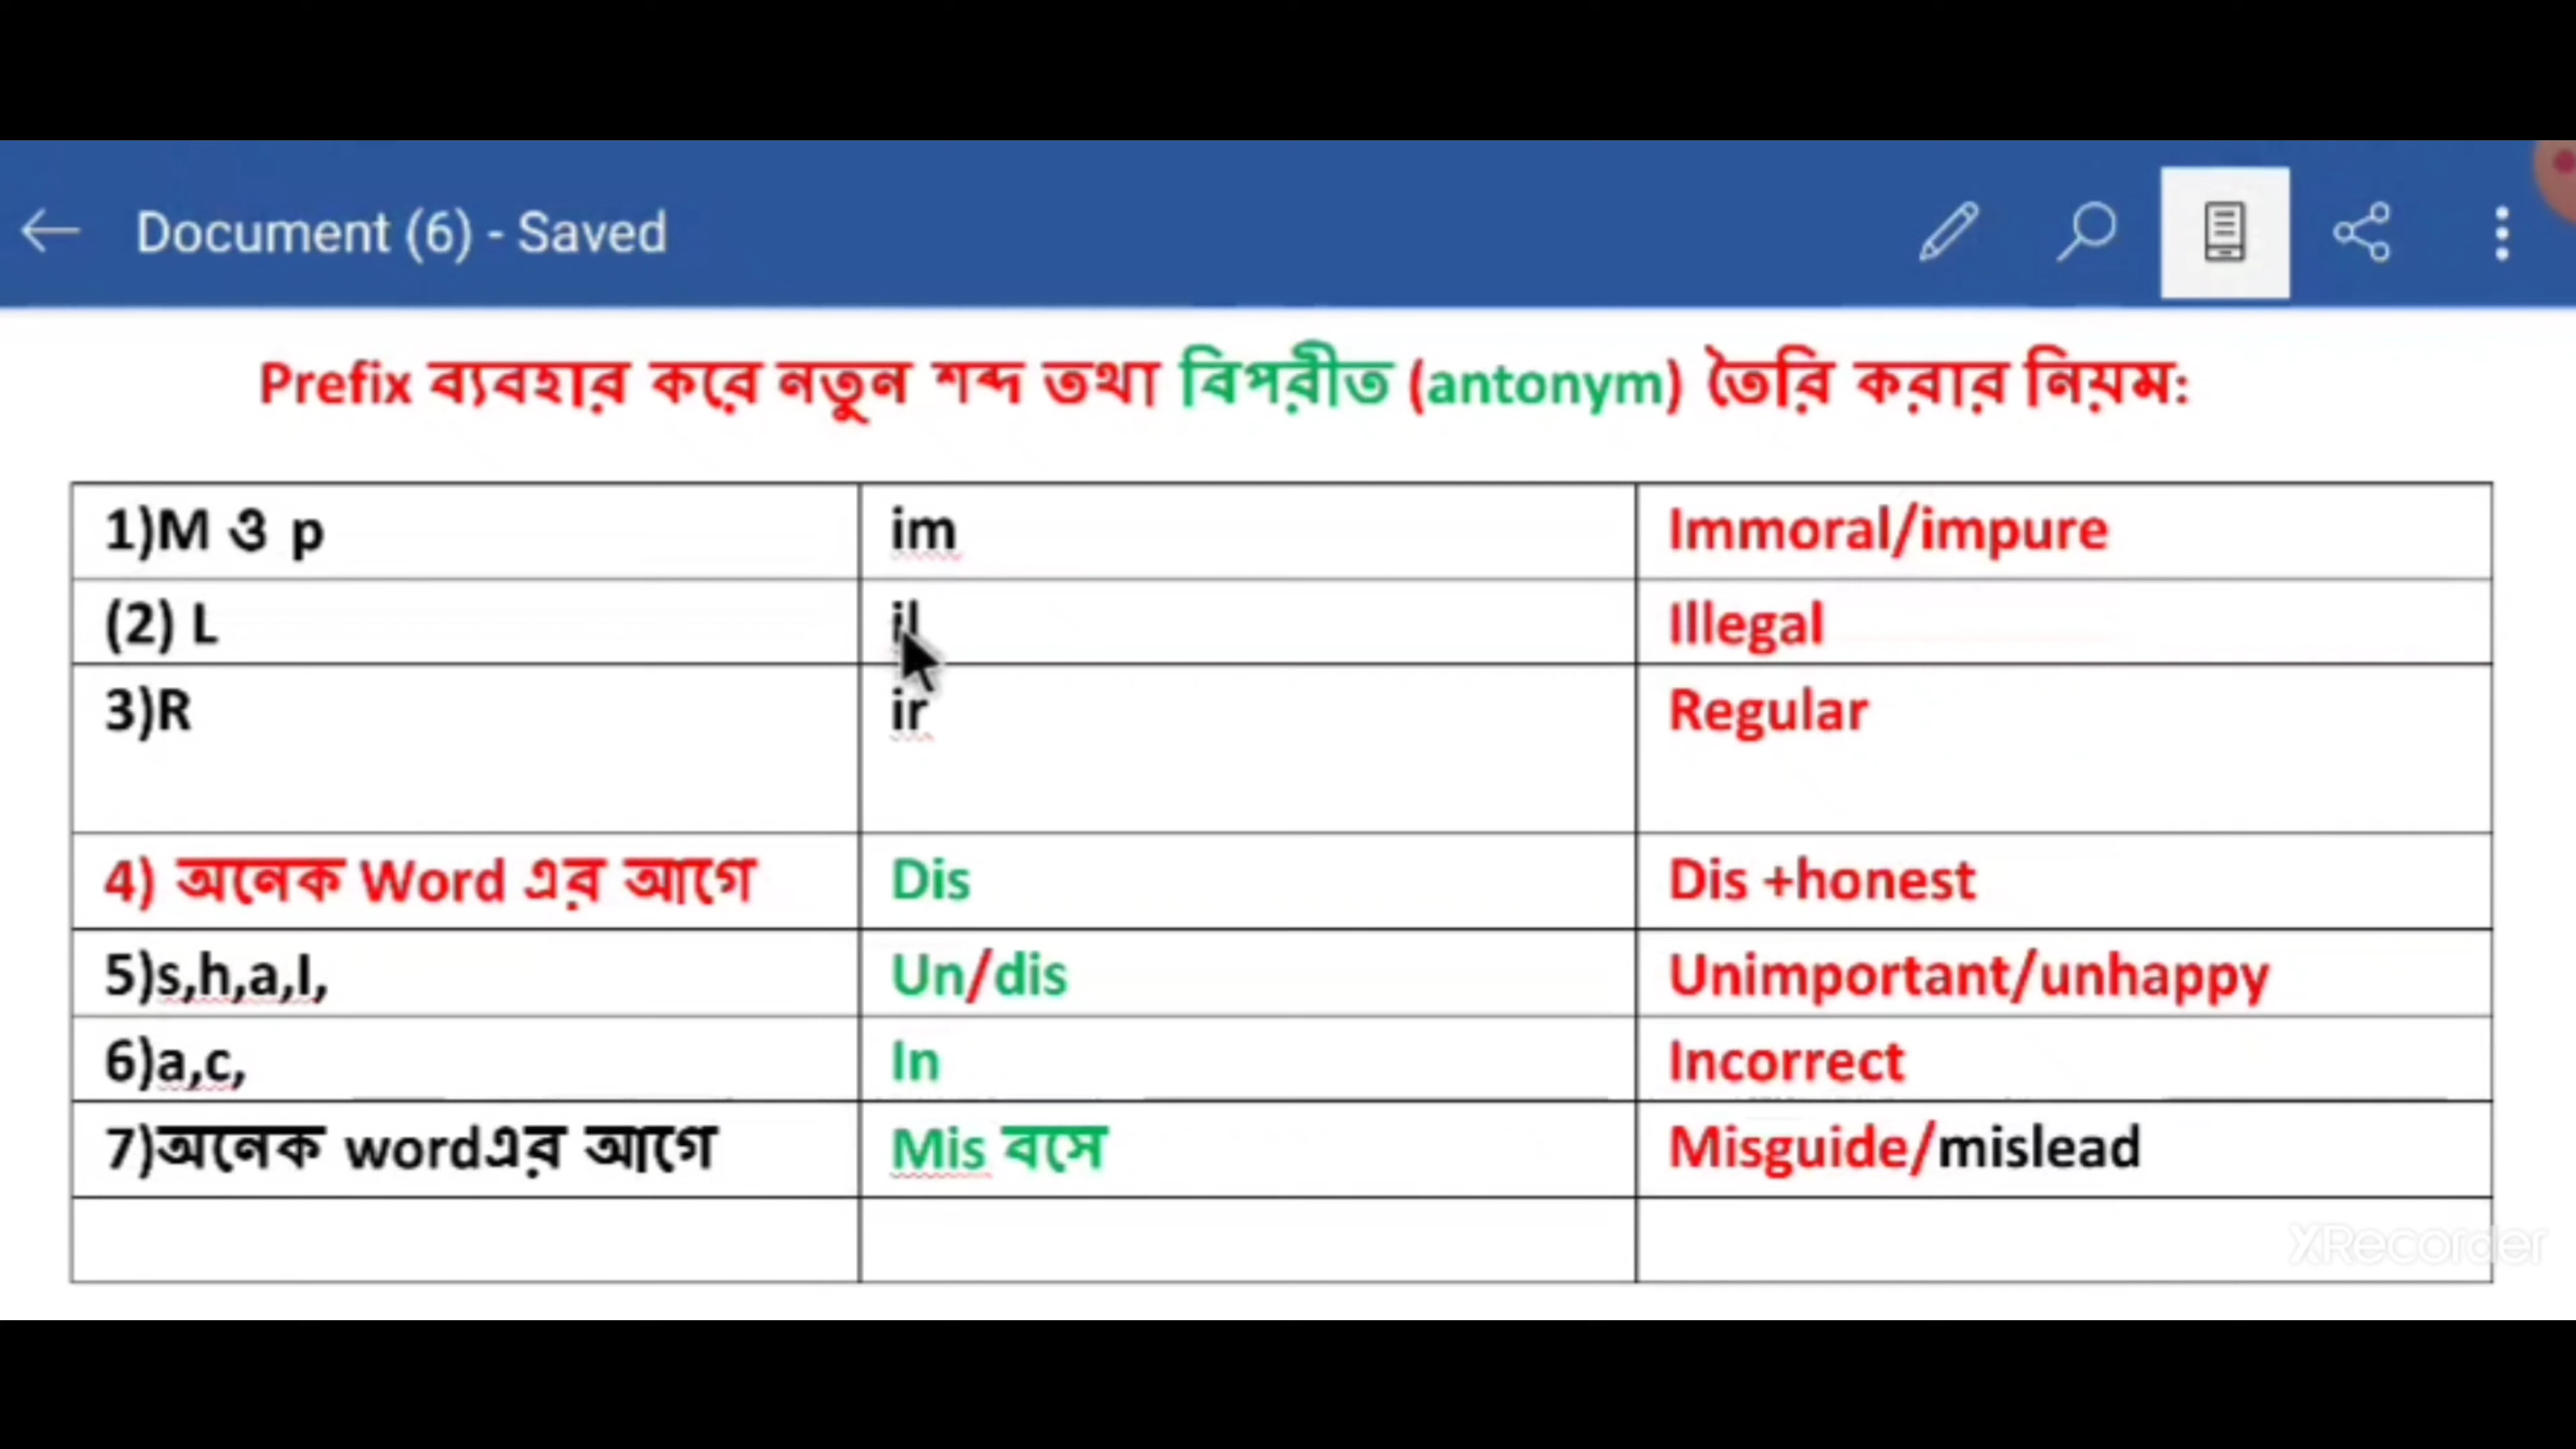 Document (6) - Saved
Prefix ব্যবহার করে নতুন শব্দ তথা বিপরীত (antonym) তৈরি করার নিয়ম:
1)M ও p im Immoral/impure
(2) L il Illegal
3)R ir Regular
4) অনেক Word এর আগে Dis Dis +honest
5)s,h,a,I, Un/dis Unimportant/unhappy
6)a,c, In Incorrect
7)অনেক wordএর আগে Mis বসে Misguide/mislead
XRecorder